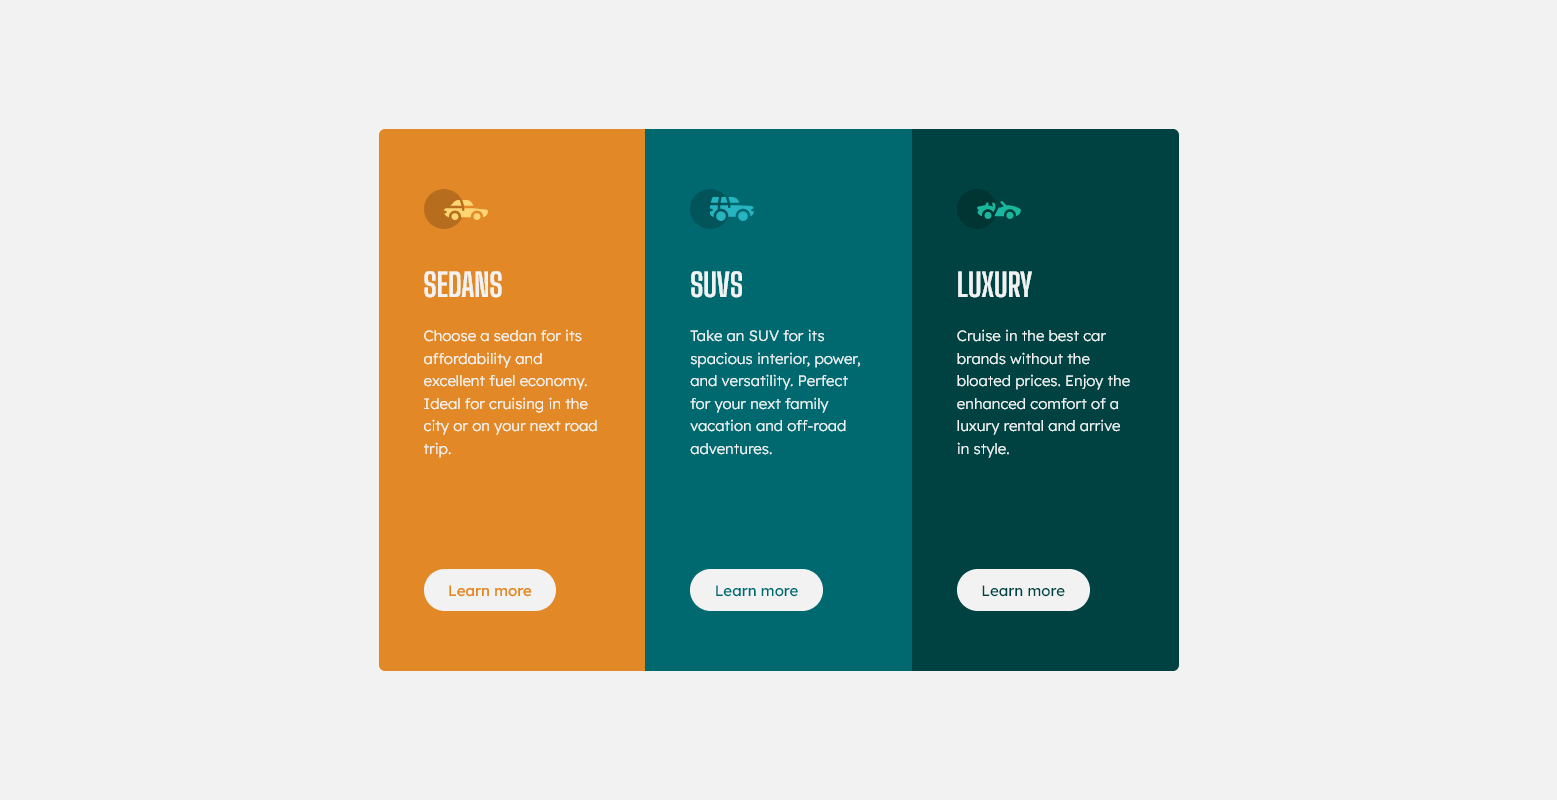 SEDANS
Choose a sedan for its
affordability and
excellent fuel economy.
Ideal for cruising in the
city or on your next road
trip.
Learn more
SUVS
Take an SUV for its
spacious interior, power,
and versatility. Perfect
for your next family
vacation and off-road
adventures.
Learn more
LUXURY
Cruise in the best car
brands without the
bloated prices. Enjoy the
enhanced comfort of a
luxury rental and arrive
in style.
Learn more